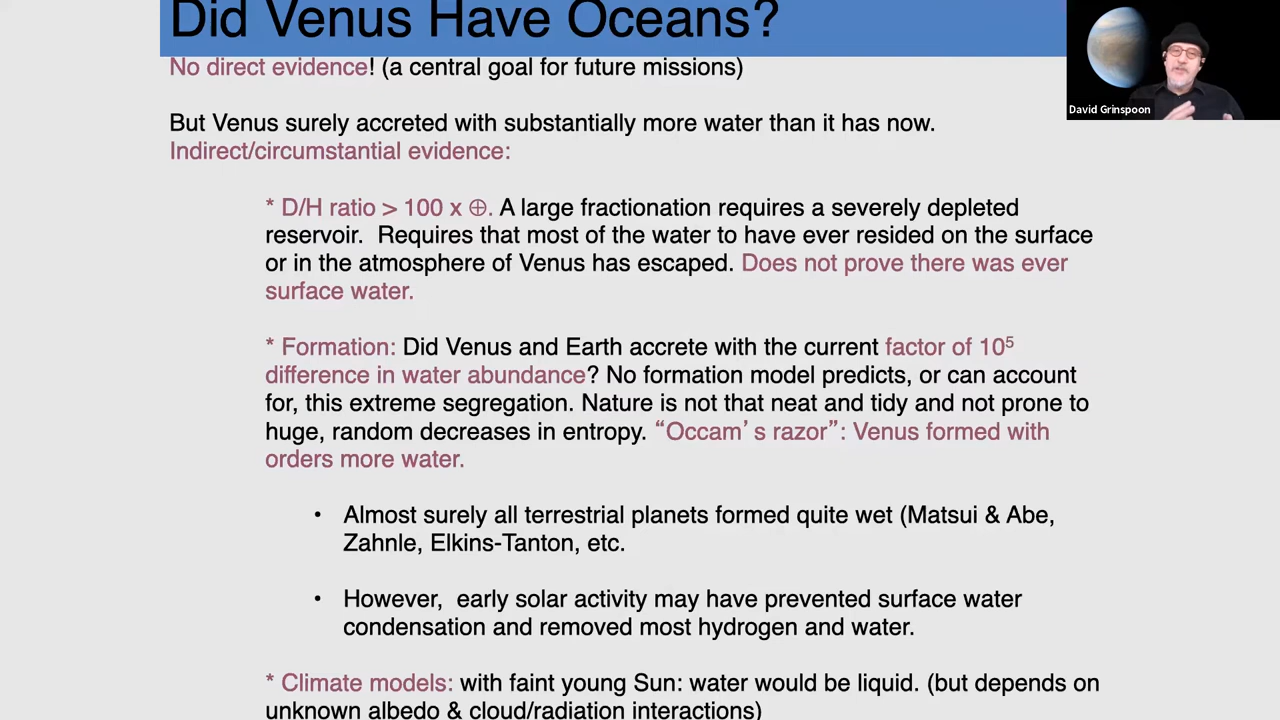 Did Venus Have Oceans?
David Grinspoon
No direct evidence! (a central goal for future missions)
But Venus surely accreted with substantially more water than it has now.
Indirect/circumstantial evidence:
* D/H ratio > 100 x ⊕. A large fractionation requires a severely depleted
reservoir.  Requires that most of the water to have ever resided on the surface
or in the atmosphere of Venus has escaped. Does not prove there was ever
surface water.
* Formation: Did Venus and Earth accrete with the current factor of 10⁵
difference in water abundance? No formation model predicts, or can account
for, this extreme segregation. Nature is not that neat and tidy and not prone to
huge, random decreases in entropy. “Occam’s razor”: Venus formed with
orders more water.
• Almost surely all terrestrial planets formed quite wet (Matsui & Abe,
Zahnle, Elkins-Tanton, etc.
• However,  early solar activity may have prevented surface water
condensation and removed most hydrogen and water.
* Climate models: with faint young Sun: water would be liquid. (but depends on
unknown albedo & cloud/radiation interactions)